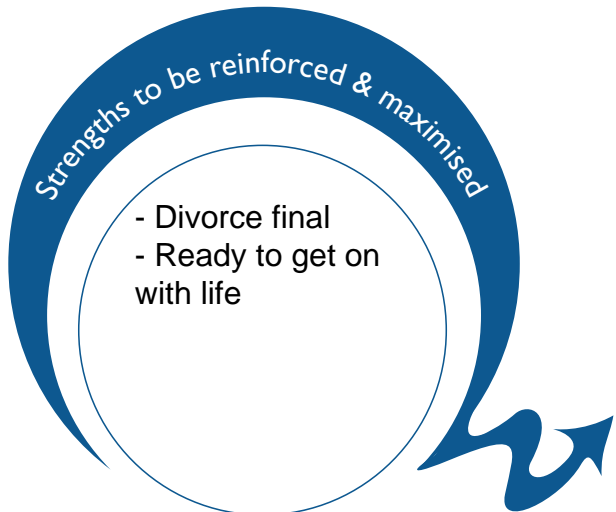 Strengths to be reinforced & maximised
- Divorce final
- Ready to get on
with life